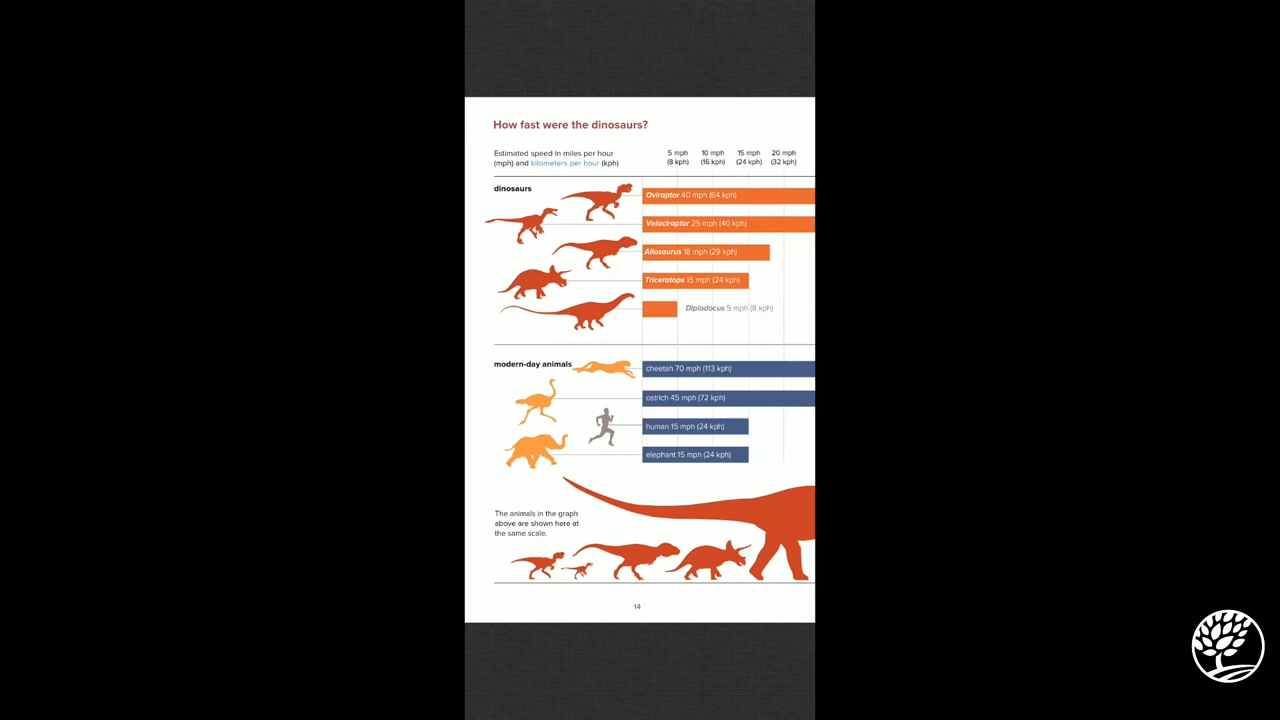 How fast were the dinosaurs?
Estimated speed in miles per hour
(mph) and kilometers per hour (kph)
5 mph
(8 kph)
10 mph
(16 kph)
15 mph
(24 kph)
20 mph
(32 kph)
dinosaurs
Oviraptor 40 mph (64 kph)
Velociraptor 25 mph (40 kph)
Allosaurus 18 mph (29 kph)
Triceratops 15 mph (24 kph)
Diplodocus 5 mph (8 kph)
modern-day animals
cheetah 70 mph (113 kph)
ostrich 45 mph (72 kph)
human 15 mph (24 kph)
elephant 15 mph (24 kph)
The animals in the graph
above are shown here at
the same scale.
14